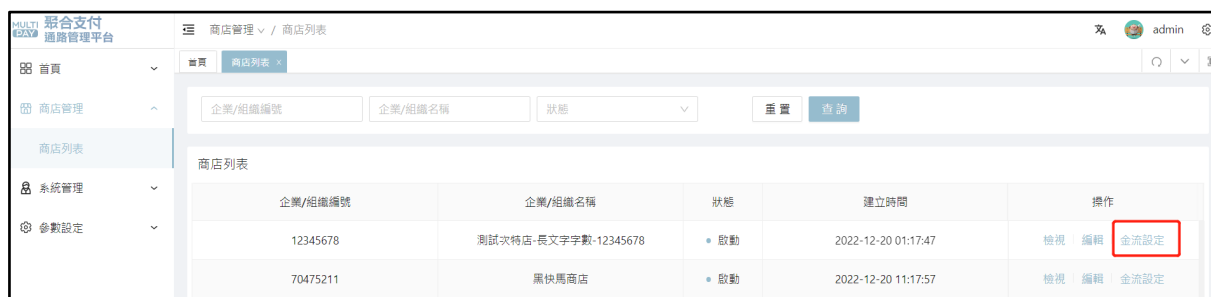 MULTI PAY 聚合支付
通路管理平台
商店管理 / 商店列表
admin
首頁
商店管理
商店列表
系統管理
參數設定
首頁 商店列表 ×
企業/組織編號 企業/組織名稱 狀態 重置 查詢
商店列表
企業/組織編號 企業/組織名稱 狀態 建立時間 操作
12345678 測試次特店-長文字字數-12345678 啟動 2022-12-20 01:17:47 檢視 編輯 金流設定
70475211 黑快馬商店 啟動 2022-12-20 11:17:57 檢視 編輯 金流設定